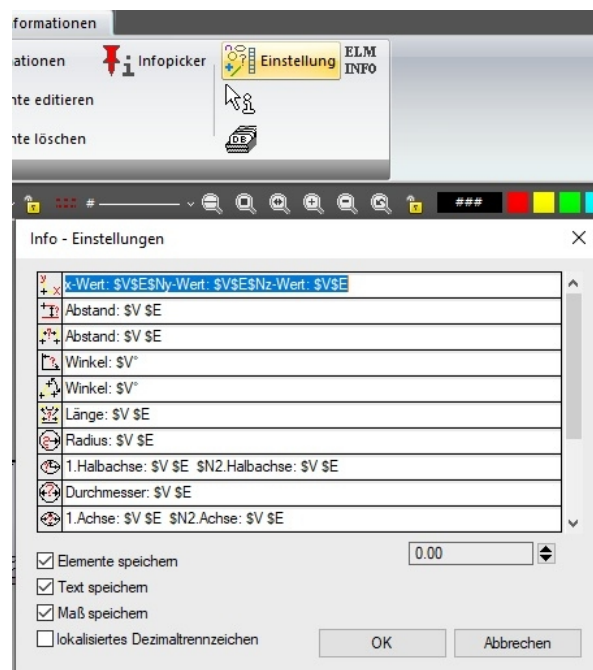 formationen
ationen
Infopicker
Einstellung
ELM
INFO
nte editieren
nte löschen
DB
#
###
Info - Einstellungen
x-Wert: $V$E$Ny-Wert: $V$E$Nz-Wert: $V$E
Abstand: $V $E
Abstand: $V $E
Winkel: $V°
Winkel: $V°
Länge: $V $E
Radius: $V $E
1.Halbachse: $V $E $N2.Halbachse: $V $E
Durchmesser: $V $E
1.Achse: $V $E $N2.Achse: $V $E
0.00
Elemente speichern
Text speichern
Maß speichern
lokalisiertes Dezimaltrennzeichen
OK
Abbrechen